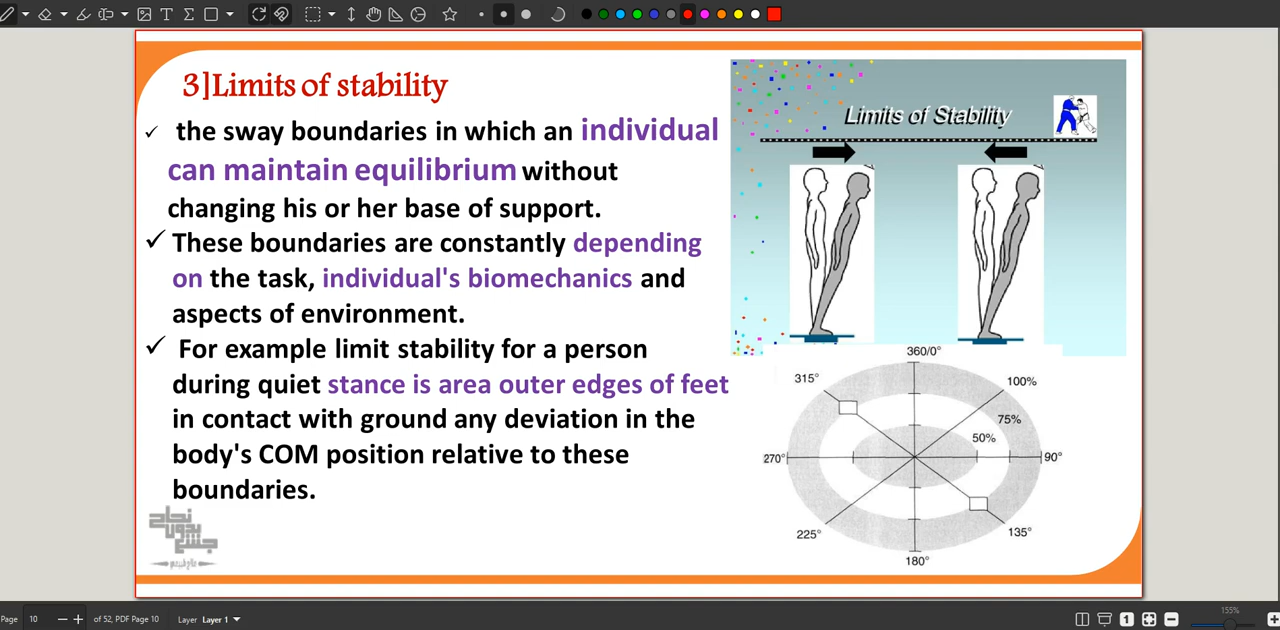 3]Limits of stability
✓ the sway boundaries in which an individual
can maintain equilibrium without
changing his or her base of support.
✓ These boundaries are constantly depending
on the task, individual's biomechanics and
aspects of environment.
✓ For example limit stability for a person
during quiet stance is area outer edges of feet
in contact with ground any deviation in the
body's COM position relative to these
boundaries.
Limits of Stability
360/0°
315°
100%
75%
50%
270°
90°
225°
135°
180°
Page 10 of 52, PDF Page 10 Layer Layer 1
1
155%